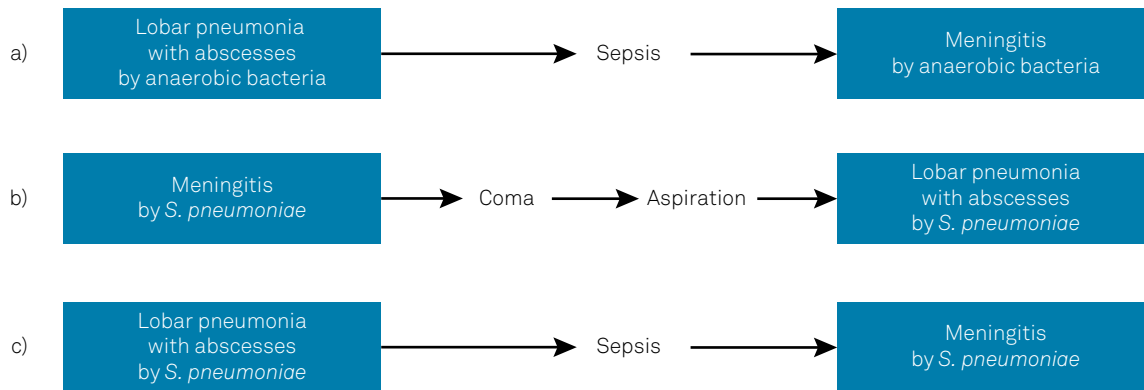 a)
Lobar pneumonia
with abscesses
by anaerobic bacteria
Sepsis
Meningitis
by anaerobic bacteria
b)
Meningitis
by S. pneumoniae
Coma
Aspiration
Lobar pneumonia
with abscesses
by S. pneumoniae
c)
Lobar pneumonia
with abscesses
by S. pneumoniae
Sepsis
Meningitis
by S. pneumoniae